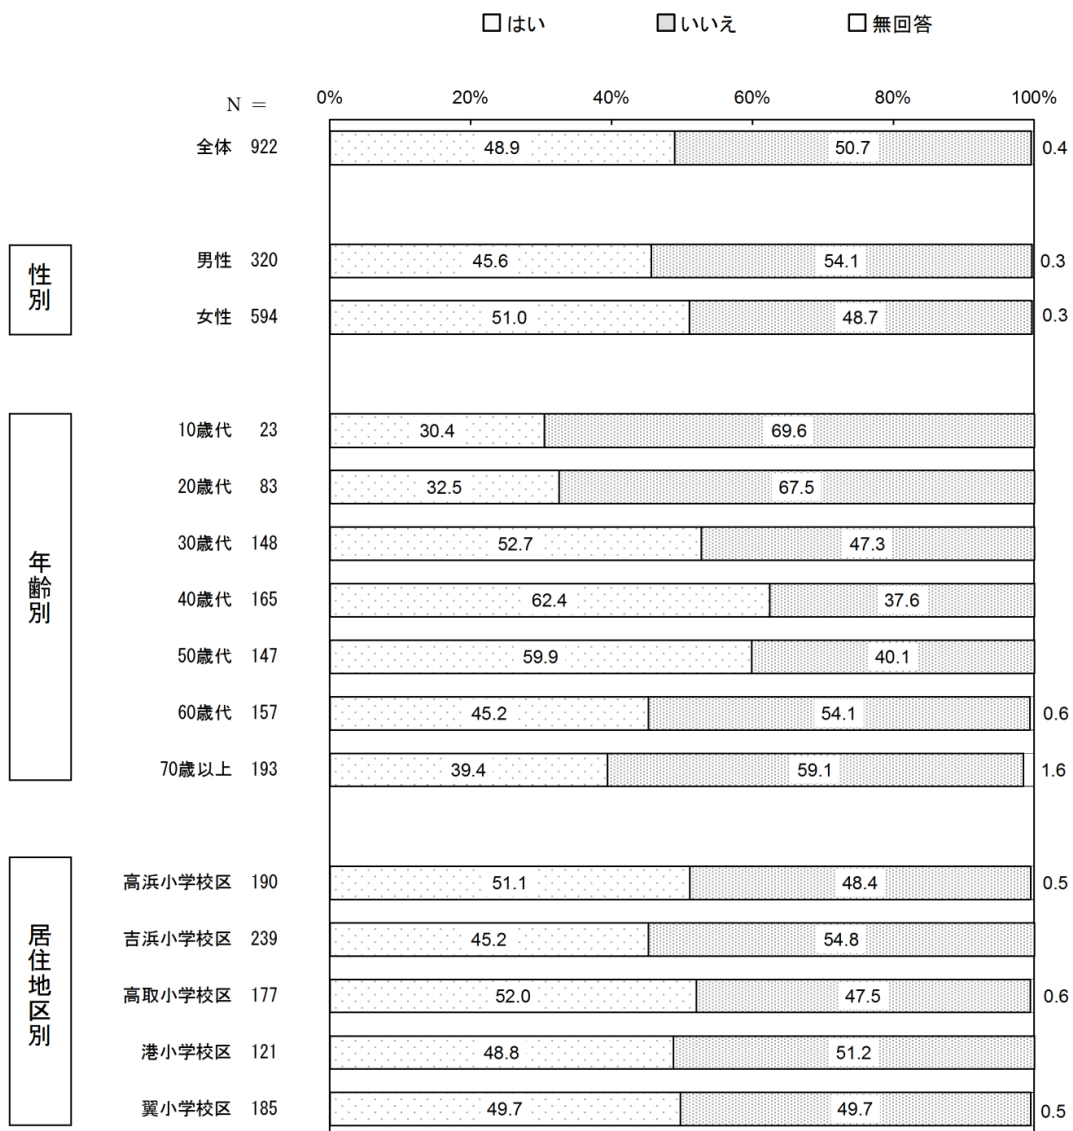 はい いいえ 無回答
N = 0% 20% 40% 60% 80% 100%
全体 922 48.9 50.7 0.4
性別
男性 320 45.6 54.1 0.3
女性 594 51.0 48.7 0.3
年齢別
10歳代 23 30.4 69.6
20歳代 83 32.5 67.5
30歳代 148 52.7 47.3
40歳代 165 62.4 37.6
50歳代 147 59.9 40.1
60歳代 157 45.2 54.1 0.6
70歳以上 193 39.4 59.1 1.6
居住地区別
高浜小学校区 190 51.1 48.4 0.5
吉浜小学校区 239 45.2 54.8
高取小学校区 177 52.0 47.5 0.6
港小学校区 121 48.8 51.2
翼小学校区 185 49.7 49.7 0.5